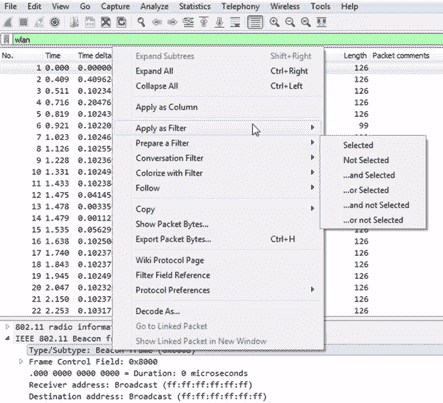 File Edit View Go Capture Analyze Statistics Telephony Wireless Tools Help
wlan
No. Time Time delta Length Packet comments
1 0.000 0.00000 126
2 0.409 0.40962 126
3 0.511 0.10234 126
4 0.716 0.20476 126
5 0.819 0.10243 126
6 0.921 0.10220 99
7 1.023 0.10246 126
8 1.126 0.10255 126
9 1.228 0.10236 126
10 1.331 0.10249 126
11 1.433 0.10238 126
12 1.475 0.04145 126
13 1.478 0.00335 126
14 1.479 0.00112 126
15 1.535 0.05629 126
16 1.638 0.10250 126
17 1.740 0.10237 126
18 1.843 0.10237 126
19 1.945 0.10249 126
20 2.047 0.10232 126
21 2.150 0.10237 126
22 2.253 0.10317 126
Expand Subtrees Shift+Right
Expand All Ctrl+Right
Collapse All Ctrl+Left
Apply as Column
Apply as Filter
Prepare a Filter
Conversation Filter
Colorize with Filter
Follow
Copy
Show Packet Bytes...
Export Packet Bytes... Ctrl+H
Wiki Protocol Page
Filter Field Reference
Protocol Preferences
Decode As...
Go to Linked Packet
Show Linked Packet in New Window
Selected
Not Selected
...and Selected
...or Selected
...and not Selected
...or not Selected
802.11 radio informa
IEEE 802.11 Beacon f
Type/Subtype: Beacon frame (0x0008)
Frame Control Field: 0x8000
.000 0000 0000 0000 = Duration: 0 microseconds
Receiver address: Broadcast (ff:ff:ff:ff:ff:ff)
Destination address: Broadcast (ff:ff:ff:ff:ff:ff)